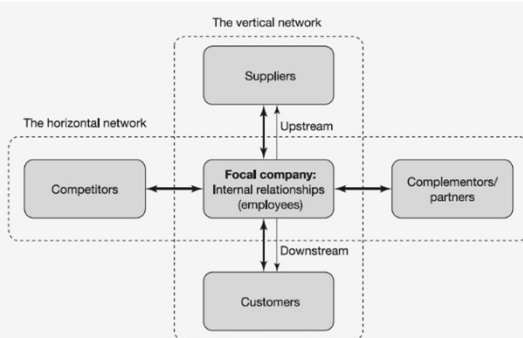 The vertical network
Suppliers
Upstream
The horizontal network
Competitors
Focal company:
Internal relationships
(employees)
Complementors/
partners
Downstream
Customers